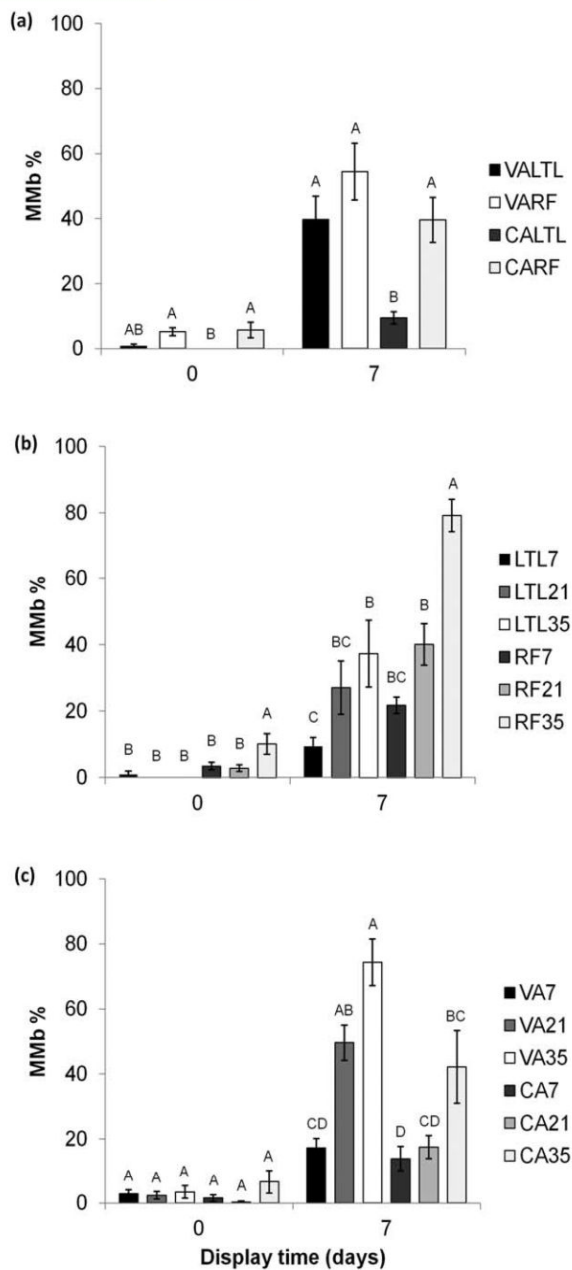 (a)
100
80
60
40
20
0
MMb %
AB A B A
A A B A
0 7
VALTL
VARF
CALTL
CARF
(b)
100
80
60
40
20
0
MMb %
B B B B B A
C BC B BC B A
0 7
LTL7
LTL21
LTL35
RF7
RF21
RF35
(c)
100
80
60
40
20
0
MMb %
A A A A A A
CD AB A D CD BC
0 7
VA7
VA21
VA35
CA7
CA21
CA35
Display time (days)